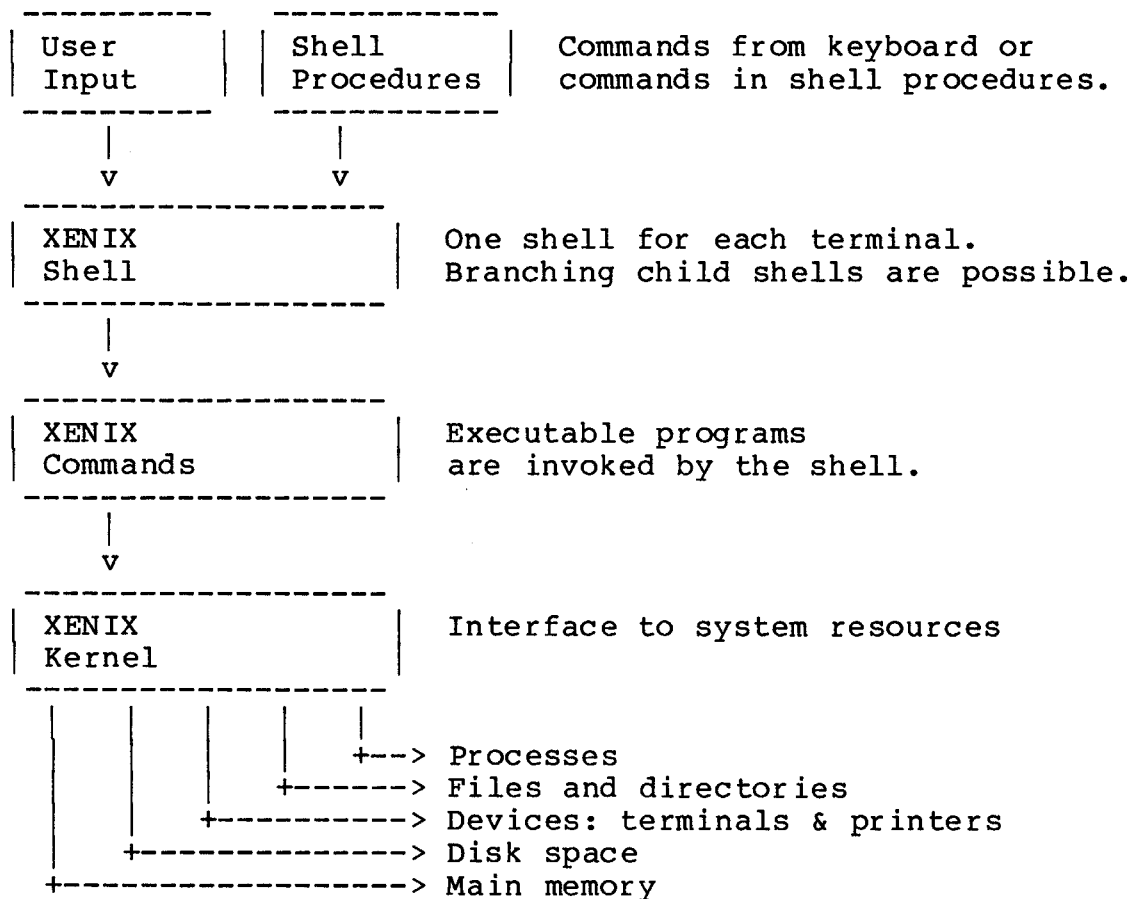 User Shell Commands from keyboard or
Input Procedures commands in shell procedures.
v v
XENIX One shell for each terminal.
Shell Branching child shells are possible.
v
XENIX Executable programs
Commands are invoked by the shell.
v
XENIX Interface to system resources
Kernel
+--> Processes
+------> Files and directories
+----------> Devices: terminals & printers
+--------------> Disk space
+------------------> Main memory